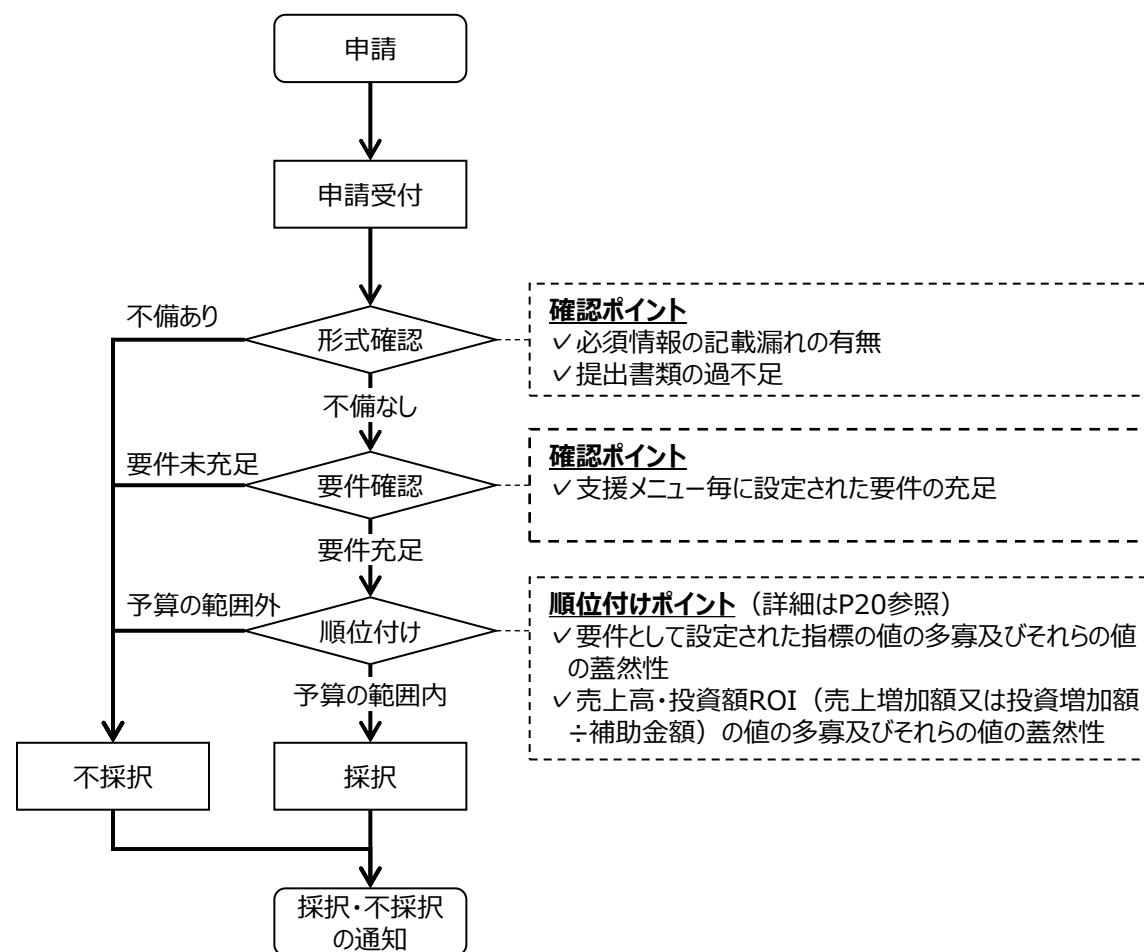 申請
申請受付
不備あり
形式確認
確認ポイント
✓必須情報の記載漏れの有無
✓提出書類の過不足
不備なし
要件未充足
要件確認
確認ポイント
✓支援メニュー毎に設定された要件の充足
要件充足
予算の範囲外
順位付け
順位付けポイント（詳細はP20参照）
✓要件として設定された指標の値の多寡及びそれらの値
の蓋然性
✓売上高・投資額ROI（売上増加額又は投資増加額
÷補助金額）の値の多寡及びそれらの値の蓋然性
予算の範囲内
不採択
採択
採択・不採択
の通知